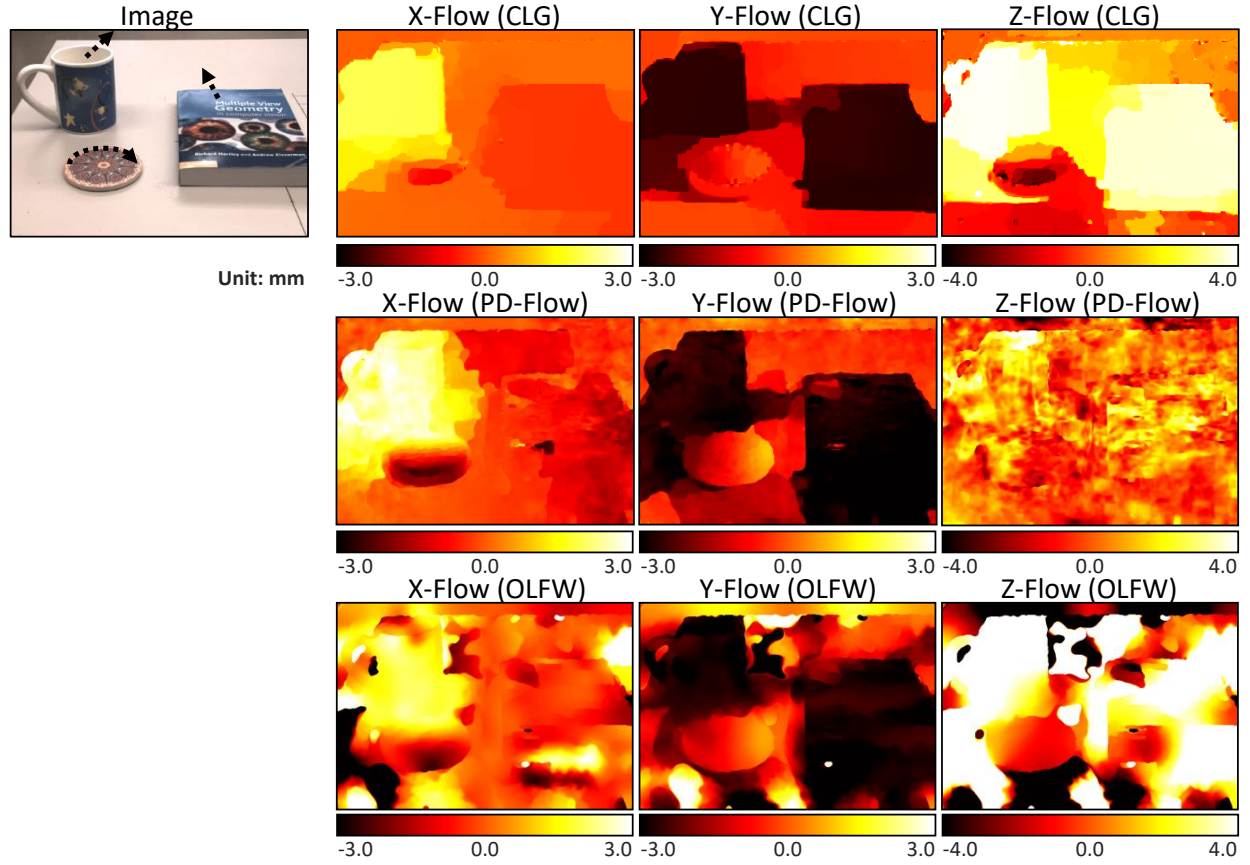 Image
X-Flow (CLG) Y-Flow (CLG) Z-Flow (CLG)
Multiple View
Geometry
in computer vision
Richard Hartley and Andrew Zisserman
-3.0 0.0 3.0 -3.0 0.0 3.0 -4.0 0.0 4.0
Unit: mm
X-Flow (PD-Flow) Y-Flow (PD-Flow) Z-Flow (PD-Flow)
-3.0 0.0 3.0 -3.0 0.0 3.0 -4.0 0.0 4.0
X-Flow (OLFW) Y-Flow (OLFW) Z-Flow (OLFW)
-3.0 0.0 3.0 -3.0 0.0 3.0 -4.0 0.0 4.0